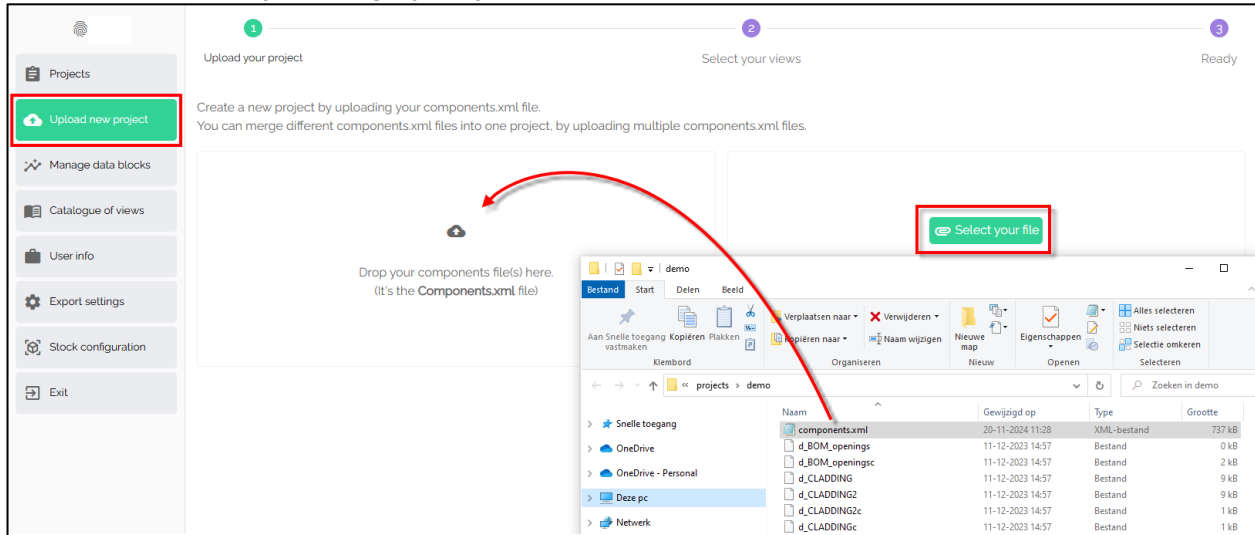 1
2
3
Upload your project
Select your views
Ready
Projects
Upload new project
Manage data blocks
Catalogue of views
User info
Export settings
Stock configuration
Exit
Create a new project by uploading your components.xml file.
You can merge different components.xml files into one project, by uploading multiple components.xml files.
Drop your components file(s) here.
(It's the Components.xml file)
Select your file
demo
Bestand Start Delen Beeld
Aan Snelle toegang vastmaken
Kopiëren
Plakken
Klembord
Verplaatsen naar
Verwijderen
Kopiëren naar
Naam wijzigen
Organiseren
Nieuwe map
Nieuw
Eigenschappen
Openen
Alles selecteren
Niets selecteren
Selectie omkeren
Selecteren
« projects > demo
Zoeken in demo
Snelle toegang
OneDrive
OneDrive - Personal
Deze pc
Netwerk
Naam Gewijzigd op Type Grootte
components.xml 20-11-2024 11:28 XML-bestand 737 kB
d_BOM_openings 11-12-2023 14:57 Bestand 0 kB
d_BOM_openingsc 11-12-2023 14:57 Bestand 2 kB
d_CLADDING 11-12-2023 14:57 Bestand 9 kB
d_CLADDING2 11-12-2023 14:57 Bestand 9 kB
d_CLADDING2c 11-12-2023 14:57 Bestand 1 kB
d_CLADDINGc 11-12-2023 14:57 Bestand 1 kB